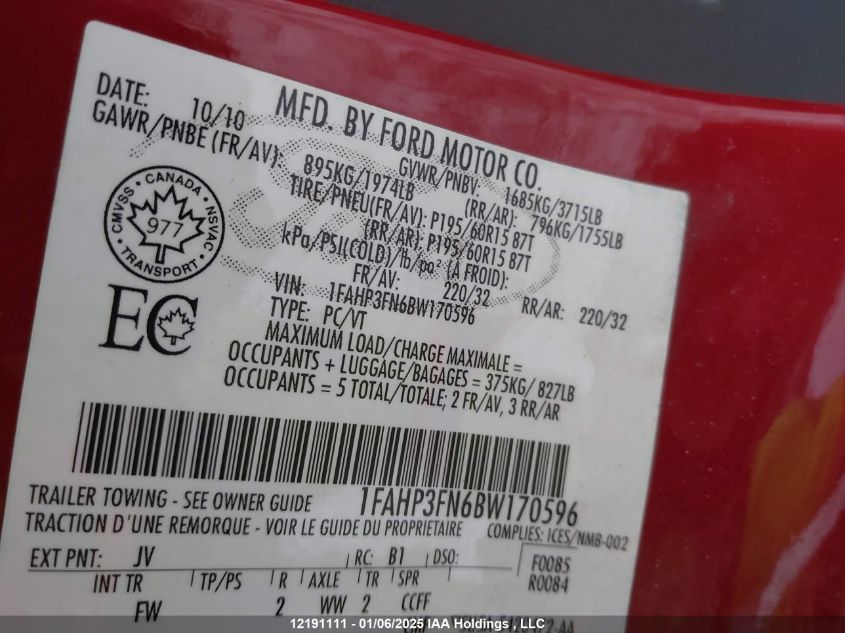 MFD. BY FORD MOTOR CO.
DATE: 10/10 GVWR/PNBV: 1685KG/3715LB
GAWR/PNBE (FR/AV): 895KG/1974LB (RR/AR): 796KG/1755LB
TIRE/PNEU(FR/AV): P195/60R15 87T
(RR/AR): P195/60R15 87T
kPa/PSI(COLD)/lb/po² (À FROID):
FR/AV: 220/32 RR/AR: 220/32
VIN: 1FAHP3FN6BW170596
TYPE: PC/VT
MAXIMUM LOAD/CHARGE MAXIMALE =
OCCUPANTS + LUGGAGE/BAGAGES = 375KG/ 827LB
OCCUPANTS = 5 TOTAL/TOTALE; 2 FR/AV, 3 RR/AR
CANADA
CMVSS NSVAC
977
TRANSPORT
EC
1FAHP3FN6BW170596
TRAILER TOWING - SEE OWNER GUIDE
TRACTION D'UNE REMORQUE - VOIR LE GUIDE DU PROPRIETAIRE
COMPLIES: ICES/NMB-002
EXT PNT: JV RC: B1 DSO: F0085
R0084
INT TR TP/PS R AXLE TR SPR
FW 2 WW 2 CCFF
12191111 - 01/06/2025 IAA Holdings , LLC